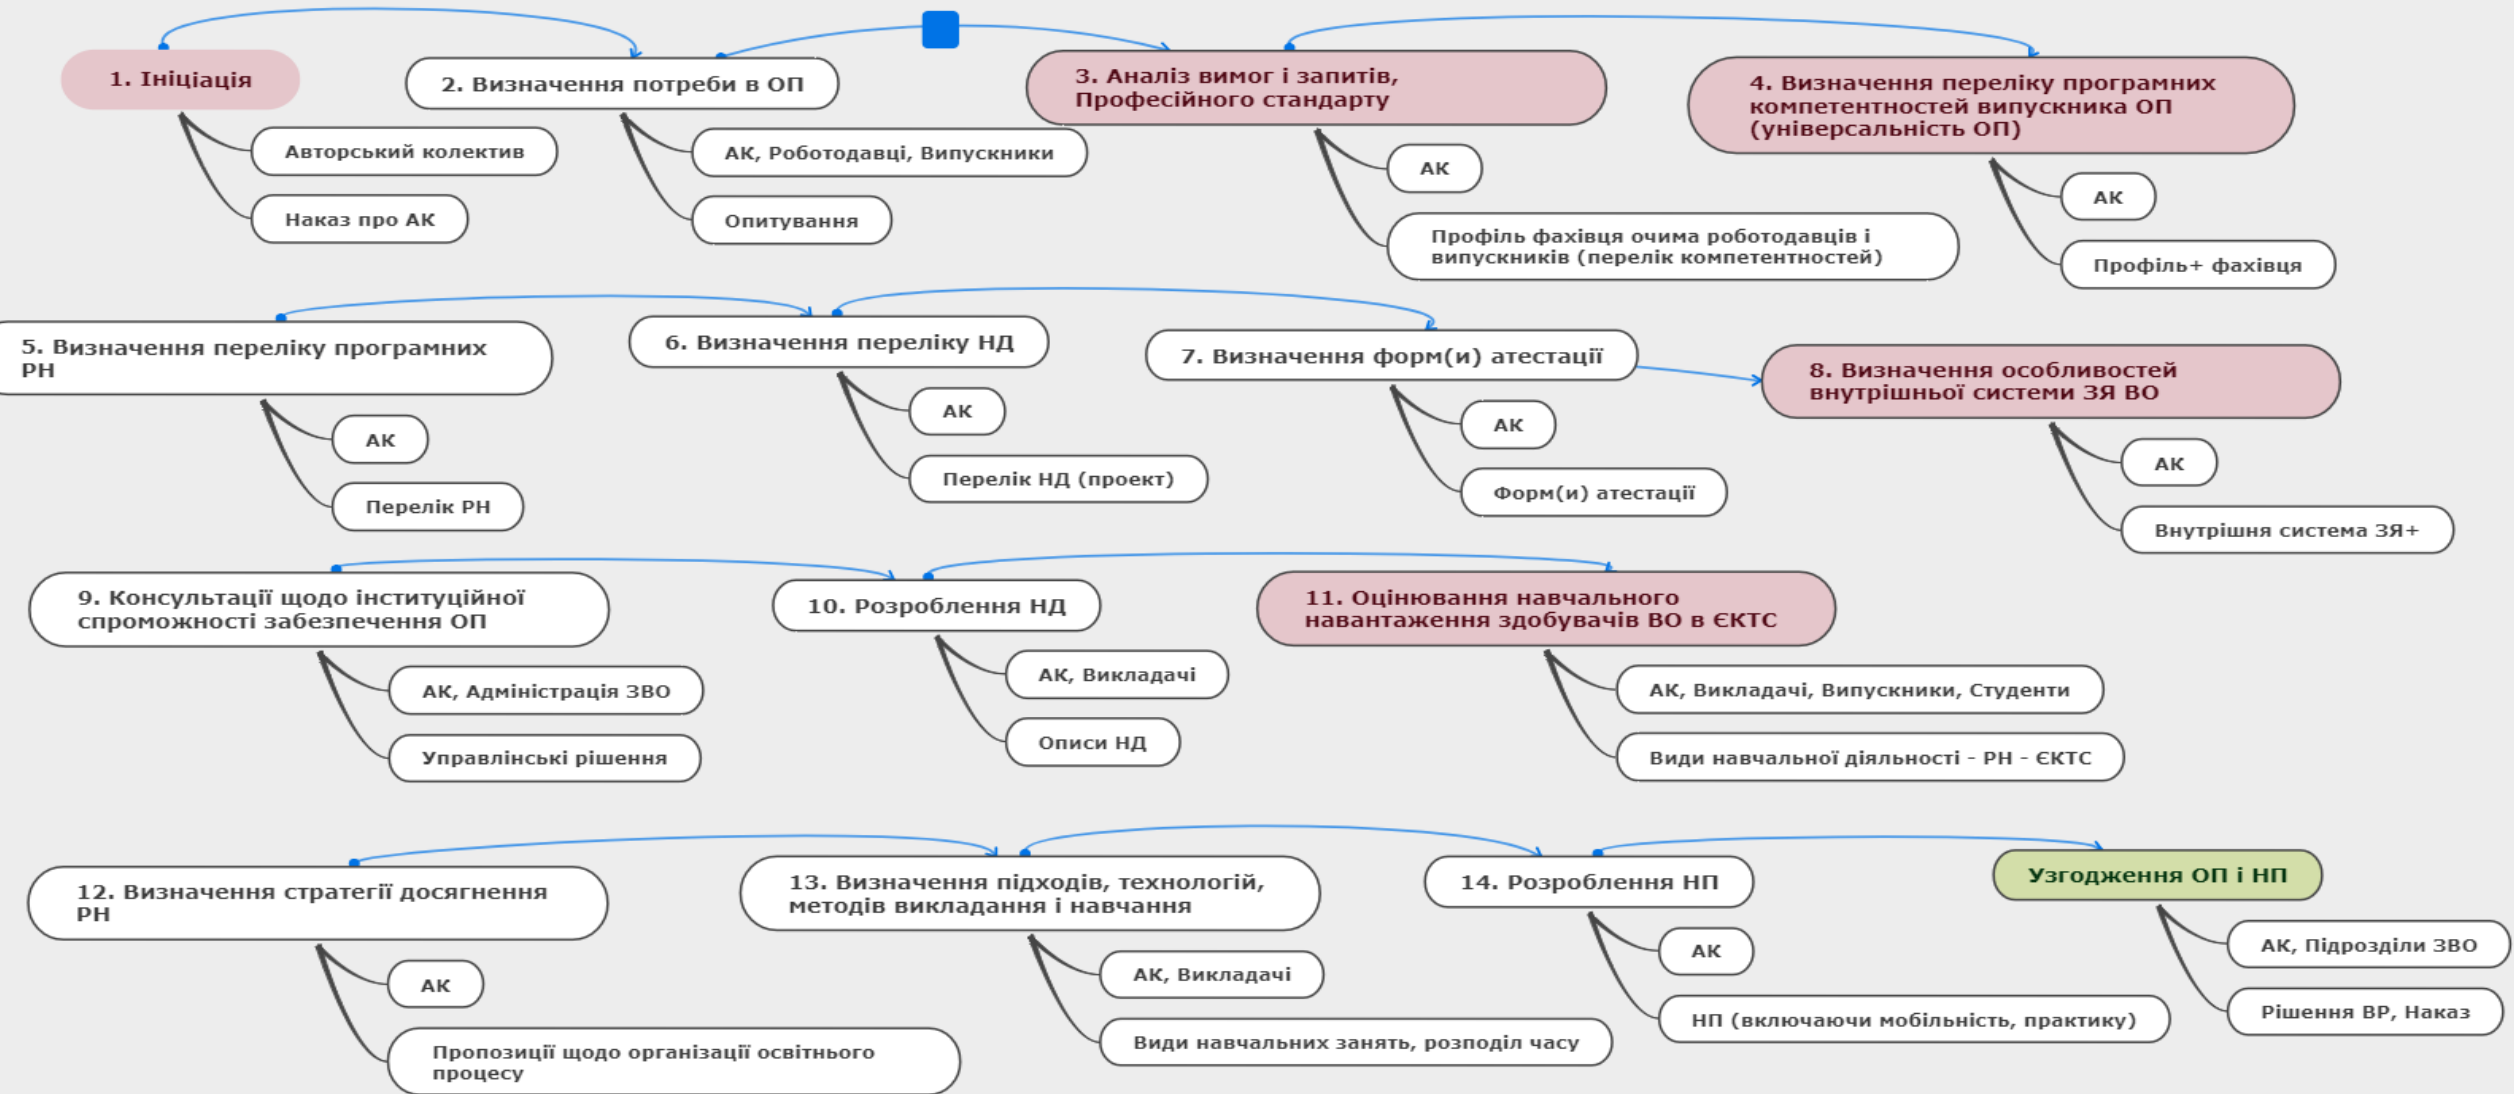 1. Ініціація
Авторський колектив
Наказ про АК
2. Визначення потреби в ОП
АК, Роботодавці, Випускники
Опитування
3. Аналіз вимог і запитів,
Професійного стандарту
АК
Профіль фахівця очима роботодавців і
випускників (перелік компетентностей)
4. Визначення переліку програмних
компетентностей випускника ОП
(універсальність ОП)
АК
Профіль+ фахівця
5. Визначення переліку програмних
РН
АК
Перелік РН
6. Визначення переліку НД
АК
Перелік НД (проект)
7. Визначення форм(и) атестації
АК
Форм(и) атестації
8. Визначення особливостей
внутрішньої системи ЗЯ ВО
АК
Внутрішня система ЗЯ+
9. Консультації щодо інституційної
спроможності забезпечення ОП
АК, Адміністрація ЗВО
Управлінські рішення
10. Розроблення НД
АК, Викладачі
Описи НД
11. Оцінювання навчального
навантаження здобувачів ВО в ЄКТС
АК, Викладачі, Випускники, Студенти
Види навчальної діяльності - РН - ЄКТС
12. Визначення стратегії досягнення
РН
АК
Пропозиції щодо організації освітнього
процесу
13. Визначення підходів, технологій,
методів викладання і навчання
АК, Викладачі
Види навчальних занять, розподіл часу
14. Розроблення НП
АК
НП (включаючи мобільність, практику)
Узгодження ОП і НП
АК, Підрозділи ЗВО
Рішення ВР, Наказ